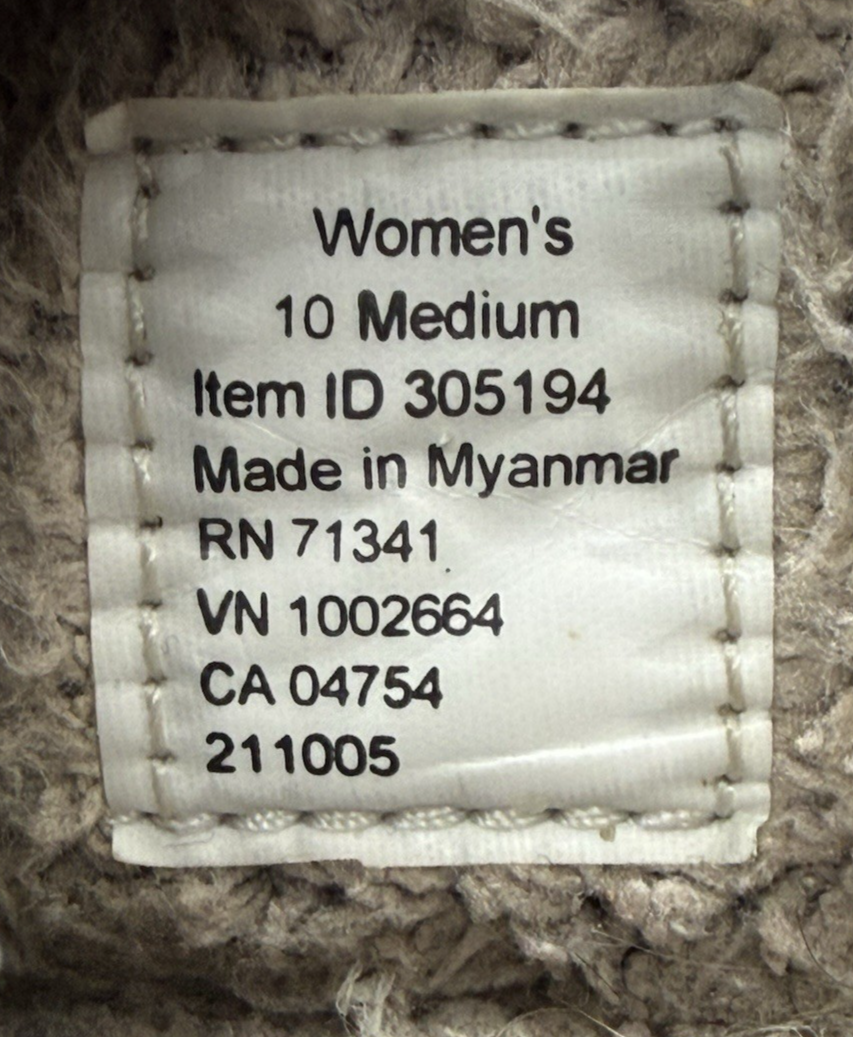 Women's
10 Medium
Item ID 305194
Made in Myanmar
RN 71341
VN 1002664
CA 04754
211005